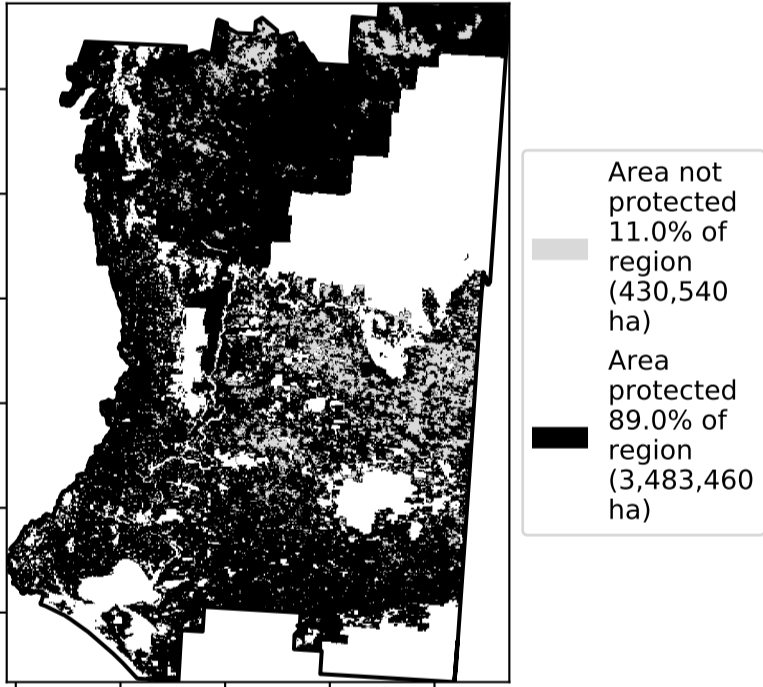 Area not
protected
11.0% of
region
(430,540
ha)
Area
protected
89.0% of
region
(3,483,460
ha)